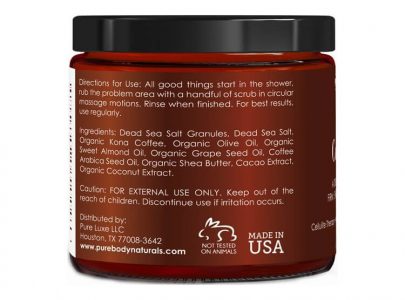 Directions for Use: All good things start in the shower,
rub the problem area with a handful of scrub in circular
massage motions. Rinse when finished. For best results,
use regularly.
Ingredients: Dead Sea Salt Granules, Dead Sea Salt,
Organic Kona Coffee, Organic Olive Oil, Organic
Sweet Almond Oil, Organic Grape Seed Oil, Coffee
Arabica Seed Oil, Organic Shea Butter, Cacao Extract,
Organic Coconut Extract.
Caution: FOR EXTERNAL USE ONLY. Keep out of the
reach of children. Discontinue use if irritation occurs.
Distributed by:
Pure Luxe LLC
Houston, TX 77008-3642
www.purebodynaturals.com
NOT TESTED
ON ANIMALS
MADE IN
USA